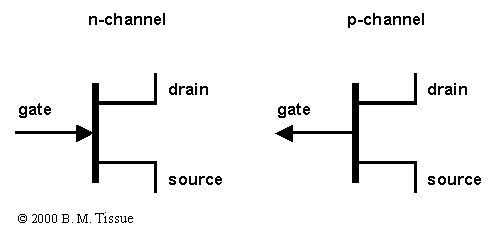 n-channel
p-channel
drain
drain
gate
gate
source
source
© 2000 B. M. Tissue